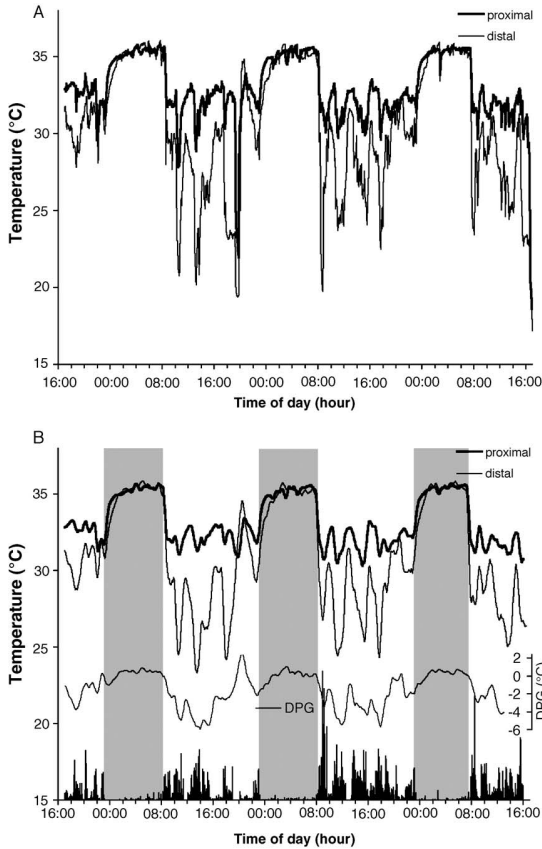 A
proximal
distal
Temperature (°C)
35
30
25
20
15
16:00 00:00 08:00 16:00 00:00 08:00 16:00 00:00 08:00 16:00
Time of day (hour)
B
proximal
distal
Temperature (°C)
35
30
25
20
15
2
0
-2
-4
-6
DPG (°C)
DPG
16:00 00:00 08:00 16:00 00:00 08:00 16:00 00:00 08:00 16:00
Time of day (hour)